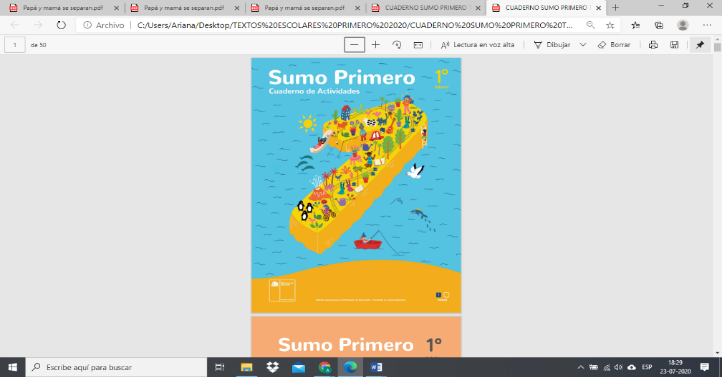 Papá y mamá se separan.pdf
Papá y mamá se separan.pdf
Papá y mamá se separan.pdf
CUADERNO SUMO PRIMERO
CUADERNO SUMO PRIMERO
Archivo
C:/Users/Ariana/Desktop/TEXTOS%20ESCOLARES%20PRIMERO%202020/CUADERNO%20SUMO%20PRIMERO%20T...
1 de 50
Lectura en voz alta
Dibujar
Borrar
Sumo Primero
1º
Cuaderno de Actividades
Sumo Primero 1º
Escribe aquí para buscar
ESP
18:29
23-07-2020